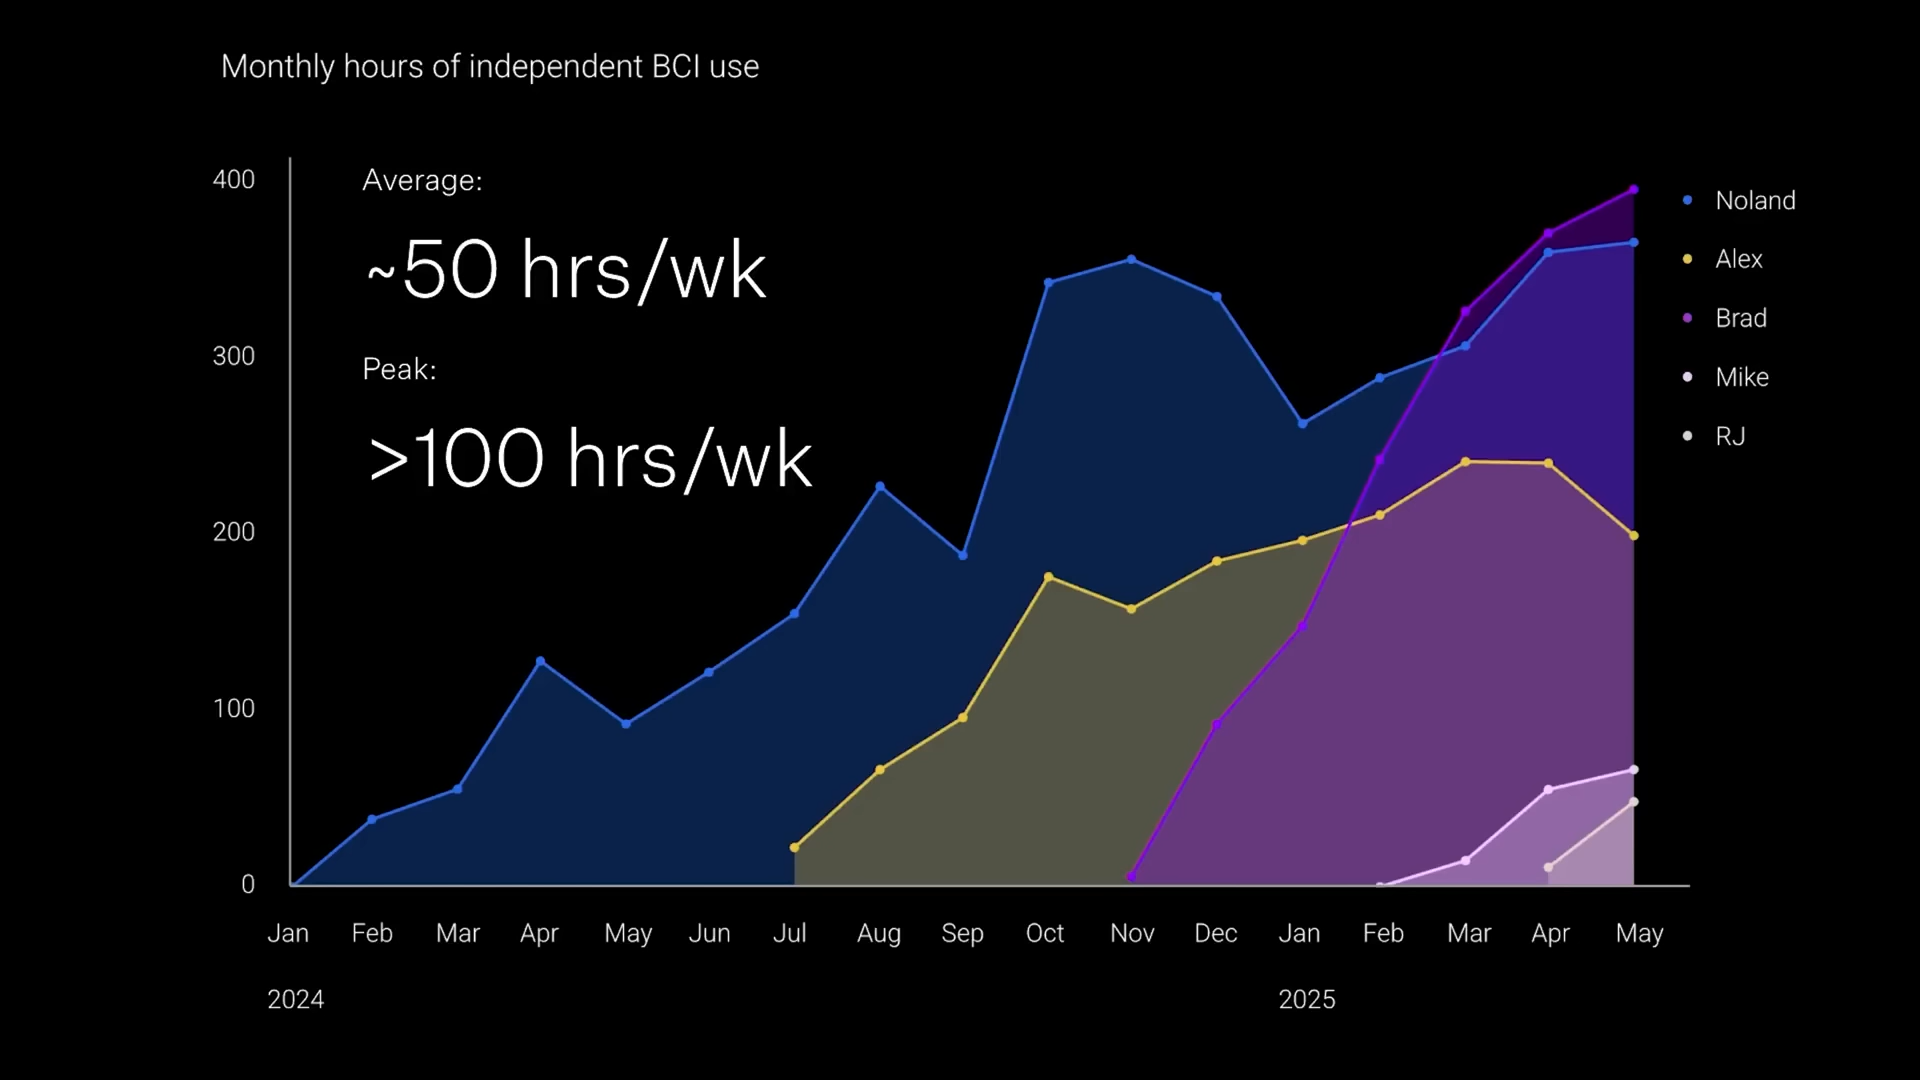 Monthly hours of independent BCI use
Average:
~50 hrs/wk
Peak:
>100 hrs/wk
400
300
200
100
0
Jan Feb Mar Apr May Jun Jul Aug Sep Oct Nov Dec Jan Feb Mar Apr May
2024 2025
Noland
Alex
Brad
Mike
RJ